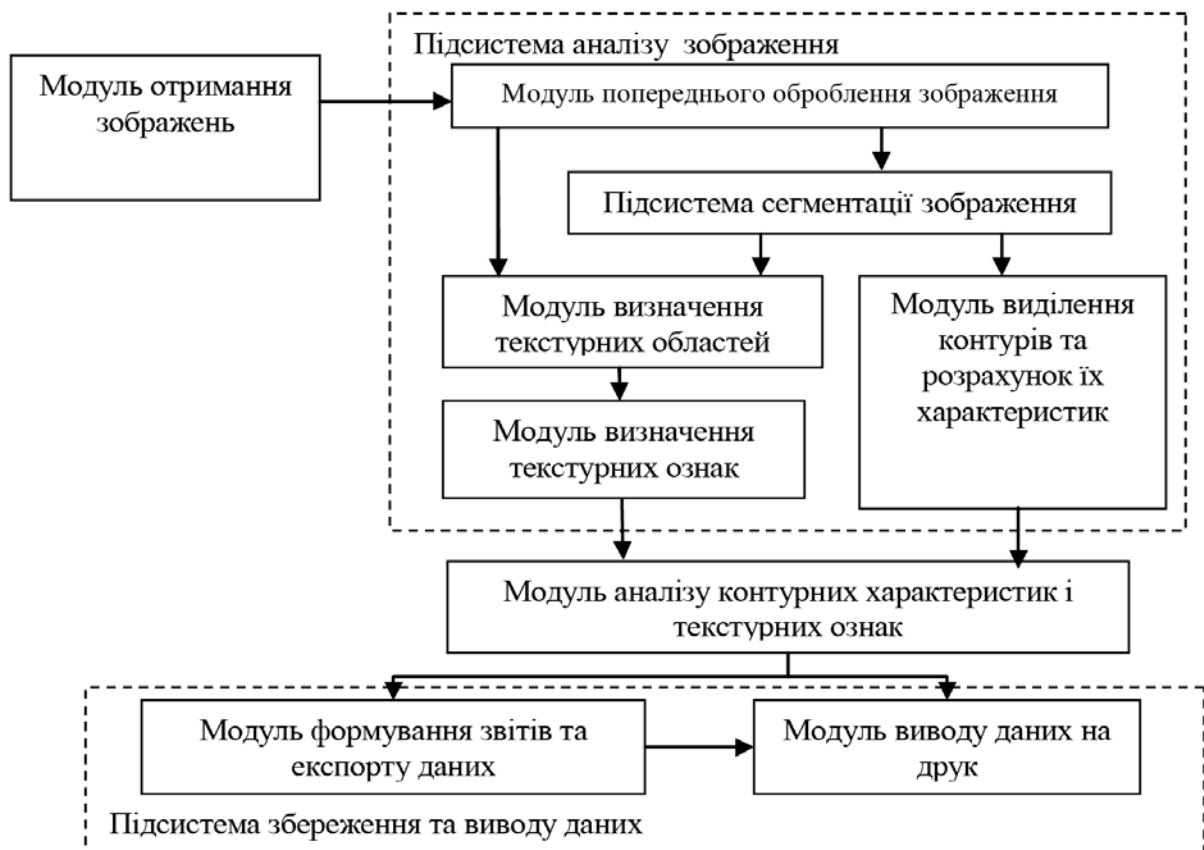 Підсистема аналізу зображення
Модуль отримання
зображень
Модуль попереднього оброблення зображення
Підсистема сегментації зображення
Модуль визначення
текстурних областей
Модуль виділення
контурів та
розрахунок їх
характеристик
Модуль визначення
текстурних ознак
Модуль аналізу контурних характеристик і
текстурних ознак
Модуль формування звітів та
експорту даних
Модуль виводу даних на
друк
Підсистема збереження та виводу даних